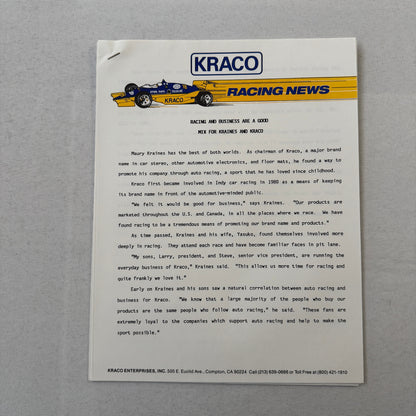 KRACO
KRACO
RACING NEWS
RACING AND BUSINESS ARE A GOOD
MIX FOR KRAINES AND KRACO
Maury Kraines has the best of both worlds. As chairman of Kraco, a major brand
name in car stereo, other automotive electronics, and floor mats, he found a way to
promote his company through auto racing, a sport that he has loved since childhood.
Kraco first became involved in Indy car racing in 1980 as a means of keeping
its brand name in front of the automotive-minded public.
"We felt it would be good for business," says Kraines. "Our products are
marketed throughout the U.S. and Canada, in all the places where we race. We have
found racing to be a tremendous means of promoting our brand name and products."
As time passed, Kraines and his wife, Yasuko, found themselves involved more
deeply in racing. They attend each race and have become familiar faces in pit lane.
"My sons, Larry, president, and Steve, senior vice president, are running the
everyday business of Kraco," Kraines said. "This allows us more time for racing and
quite frankly we love it."
Early on Kraines and his sons saw a natural correlation between auto racing and
business for Kraco. "We know that a large majority of the people who buy our
products are the same people who follow auto racing," he said. "These fans are
extremely loyal to the companies which support auto racing and help to make the
sport possible."
KRACO ENTERPRISES, INC. 505 E. Euclid Ave., Compton, CA 90224 Call (213) 639-0666 or Toll Free at (800) 421-1910